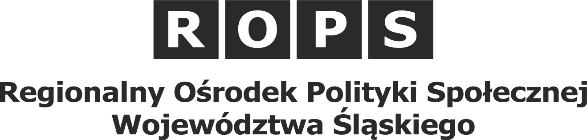 ROPS
Regionalny Ośrodek Polityki Społecznej
Województwa Śląskiego